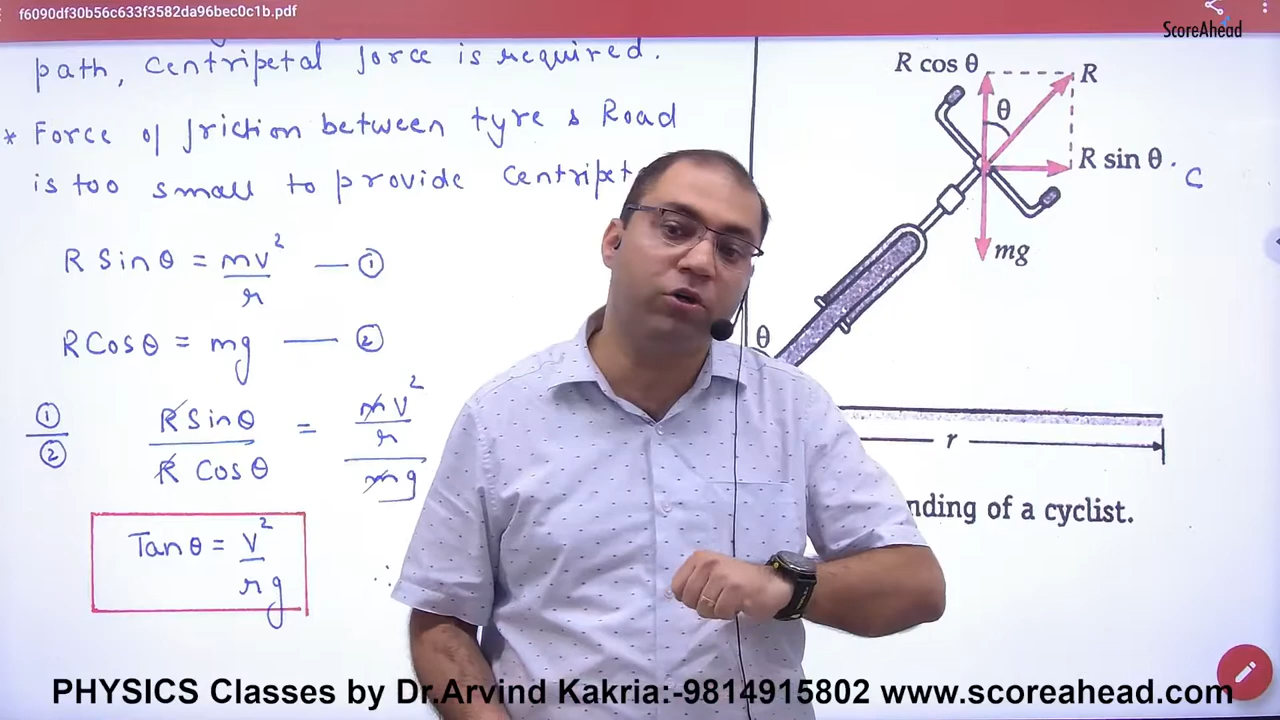 f6090df30b56c633f3582da96bec0c1b.pdf
ScoreAhead
path, Centripetal force is required.
* Force of friction between tyre & Road
is too small to provide Centripet
R Sin θ = mv²/r — ①
R Cos θ = mg — ②
①/② R Sin θ / R Cos θ = mv²/r / mg
Tan θ = v²/rg
∴
R cos θ
R
θ
R sin θ . C
mg
θ
r
nding of a cyclist.
PHYSICS Classes by Dr.Arvind Kakria:-9814915802 www.scoreahead.com